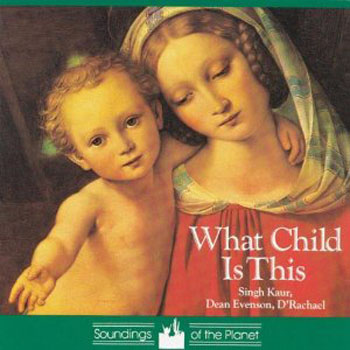 What Child
Is This
Singh Kaur,
Dean Evenson, D'Rachael
Soundings of the Planet